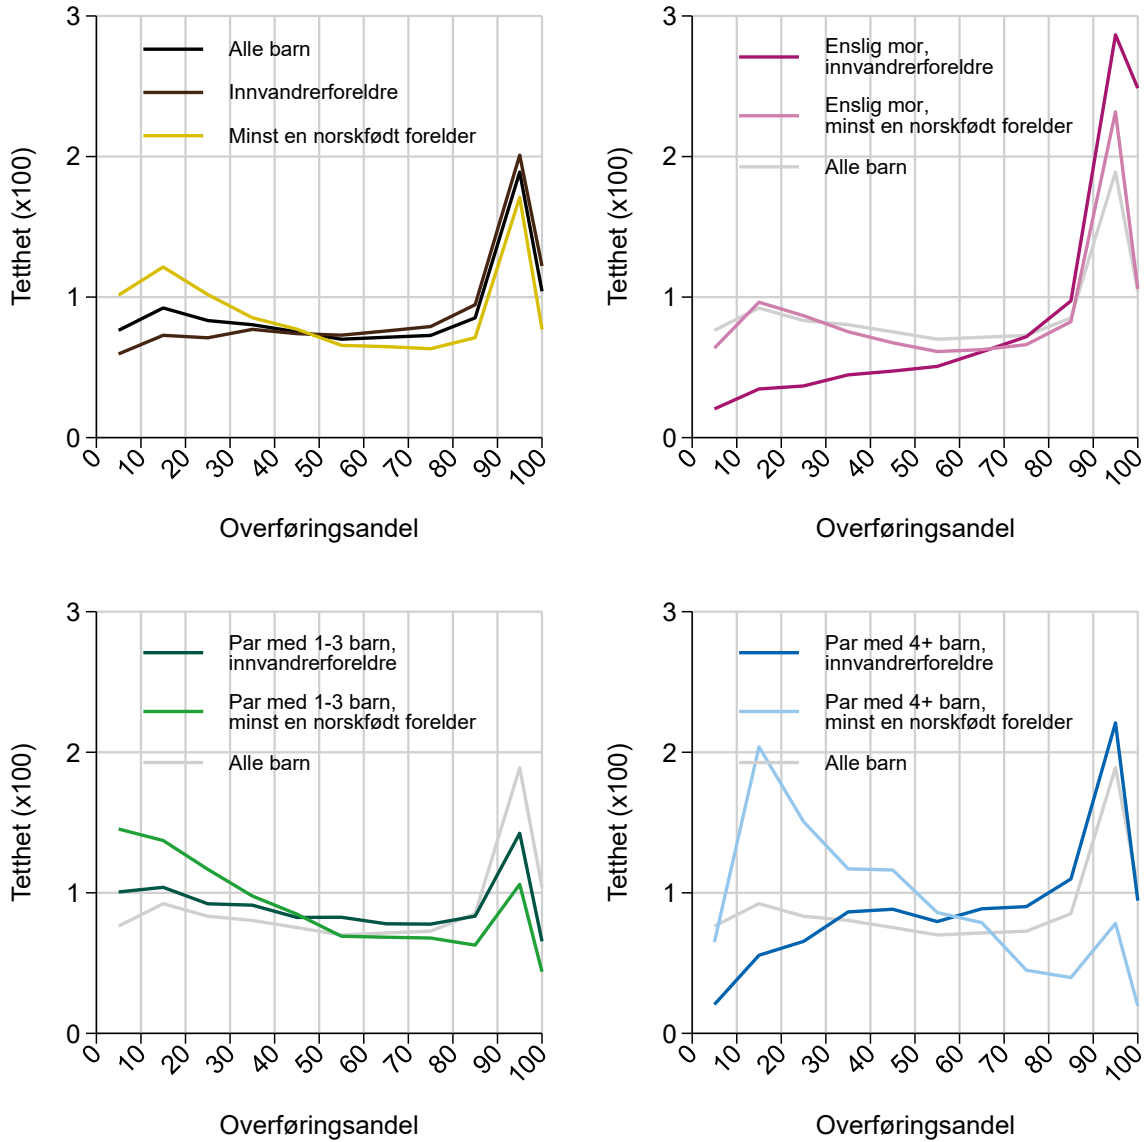 3
2
1
0
Tetthet (x100)
Alle barn
Innvandrerforeldre
Minst en norskfødt forelder
0 10 20 30 40 50 60 70 80 90 100
Overføringsandel
3
2
1
0
Tetthet (x100)
Enslig mor,
innvandrerforeldre
Enslig mor,
minst en norskfødt forelder
Alle barn
0 10 20 30 40 50 60 70 80 90 100
Overføringsandel
3
2
1
0
Tetthet (x100)
Par med 1-3 barn,
innvandrerforeldre
Par med 1-3 barn,
minst en norskfødt forelder
Alle barn
0 10 20 30 40 50 60 70 80 90 100
Overføringsandel
3
2
1
0
Tetthet (x100)
Par med 4+ barn,
innvandrerforeldre
Par med 4+ barn,
minst en norskfødt forelder
Alle barn
0 10 20 30 40 50 60 70 80 90 100
Overføringsandel